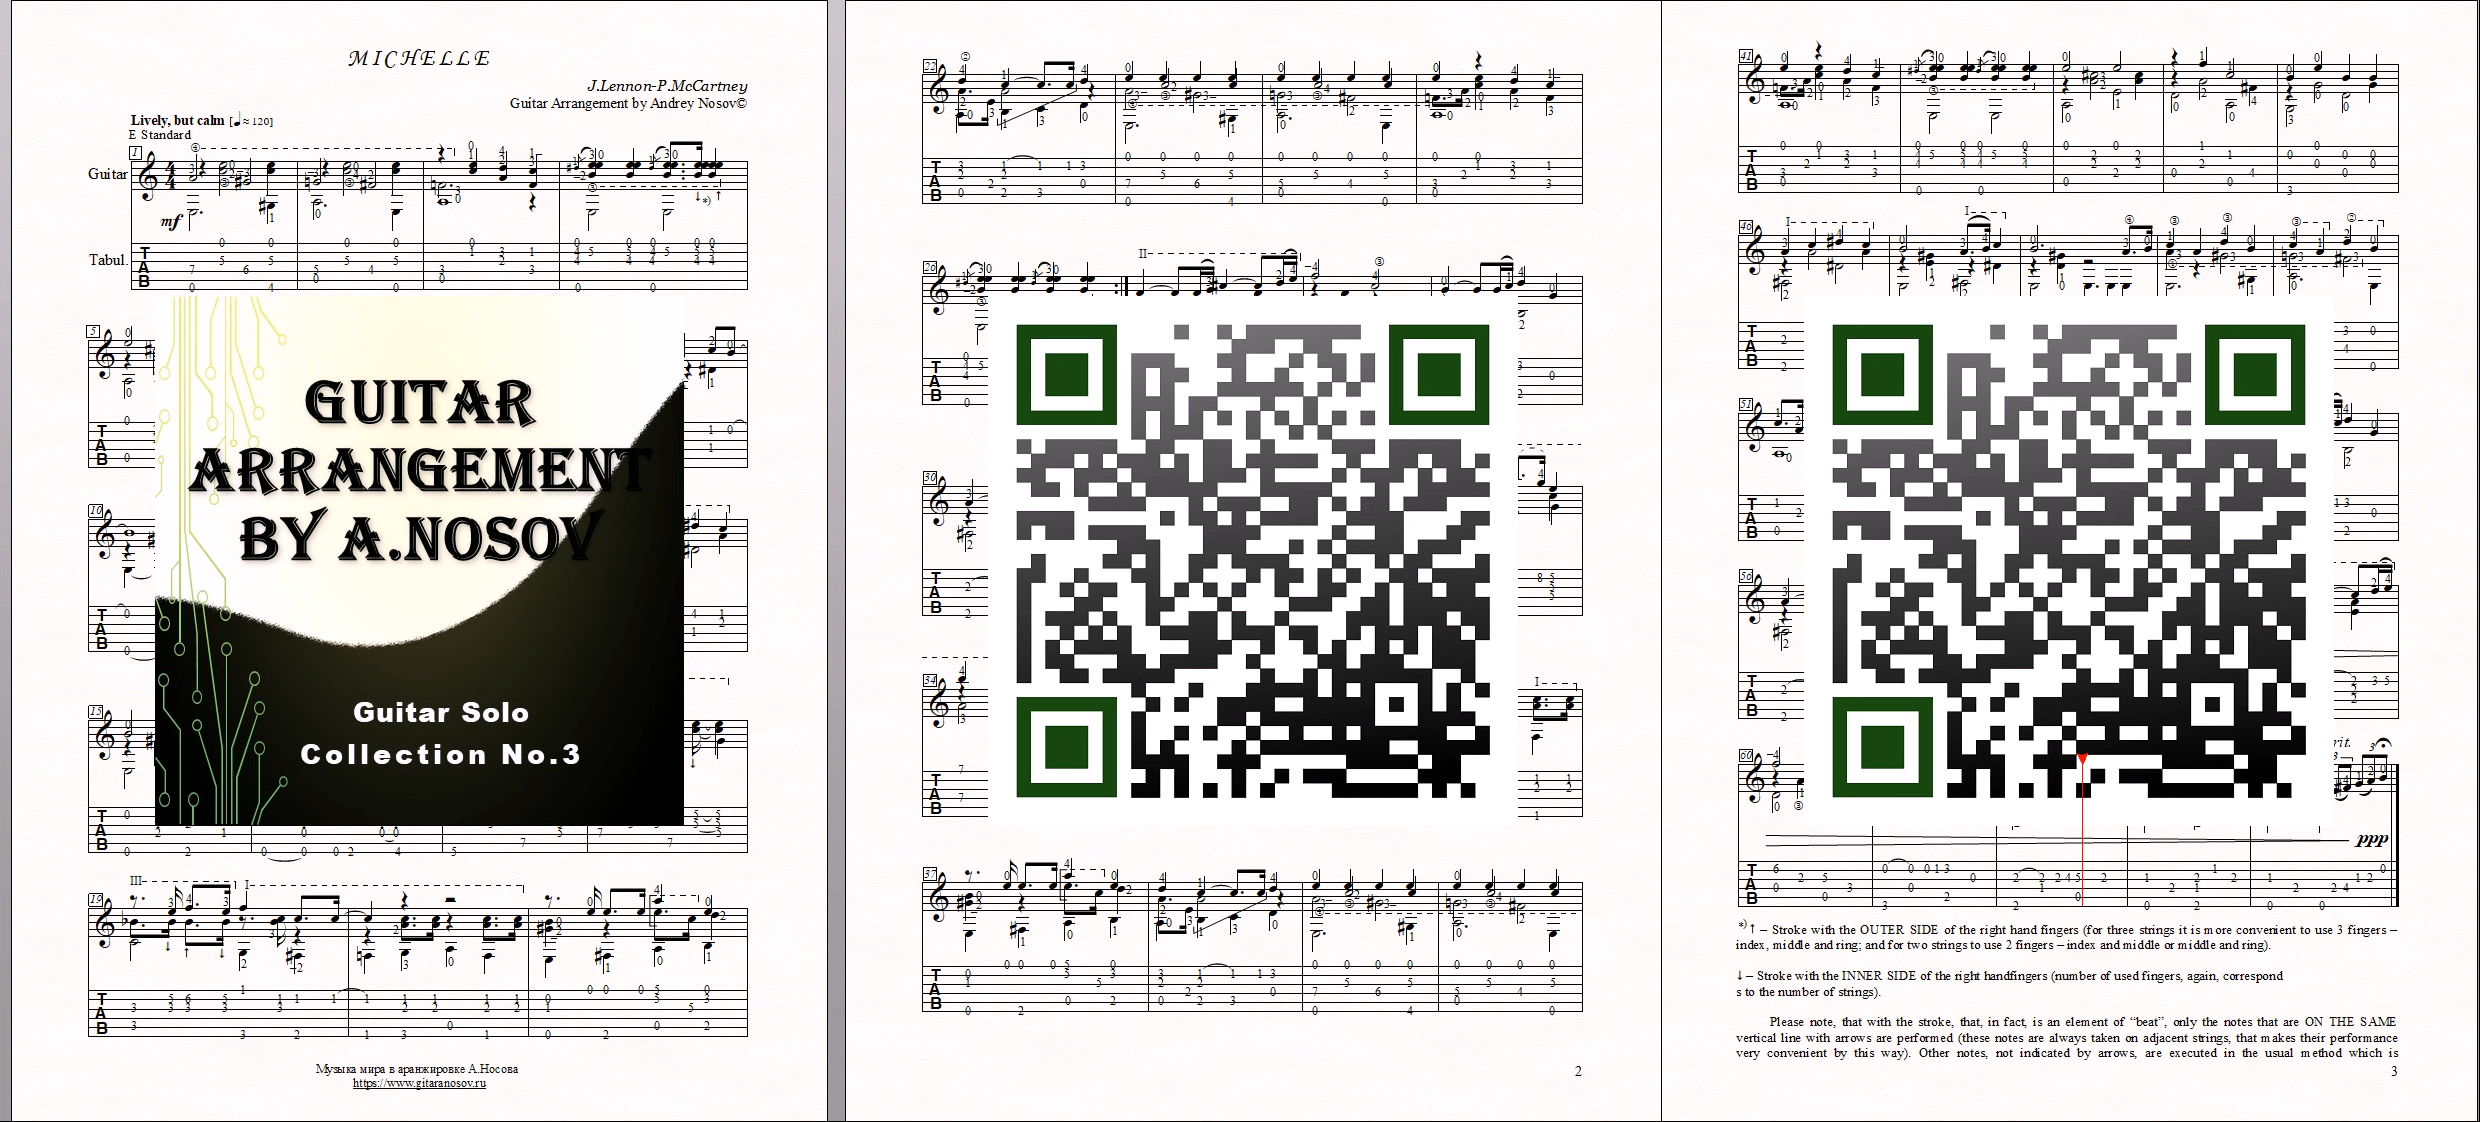 MICHELLE
J.Lennon-P.McCartney
Guitar Arrangement by Andrey Nosov©
Lively, but calm [♩ ≈ 120]
E Standard
Guitar
mf
Tabul.
GUITAR
ARRANGEMENT
BY A.NOSOV
Guitar Solo
Collection No.3
Музыка мира в аранжировке А.Носова
https://www.gitaranosov.ru
2
rit.
ppp
*) ↑ – Stroke with the OUTER SIDE of the right hand fingers (for three strings it is more convenient to use 3 fingers –
index, middle and ring; and for two strings to use 2 fingers – index and middle or middle and ring).
↓ – Stroke with the INNER SIDE of the right handfingers (number of used fingers, again, correspond
s to the number of strings).
Please note, that with the stroke, that, in fact, is an element of “beat”, only the notes that are ON THE SAME
vertical line with arrows are performed (these notes are always taken on adjacent strings, that makes their performance
very convenient by this way). Other notes, not indicated by arrows, are executed in the usual method which is
3